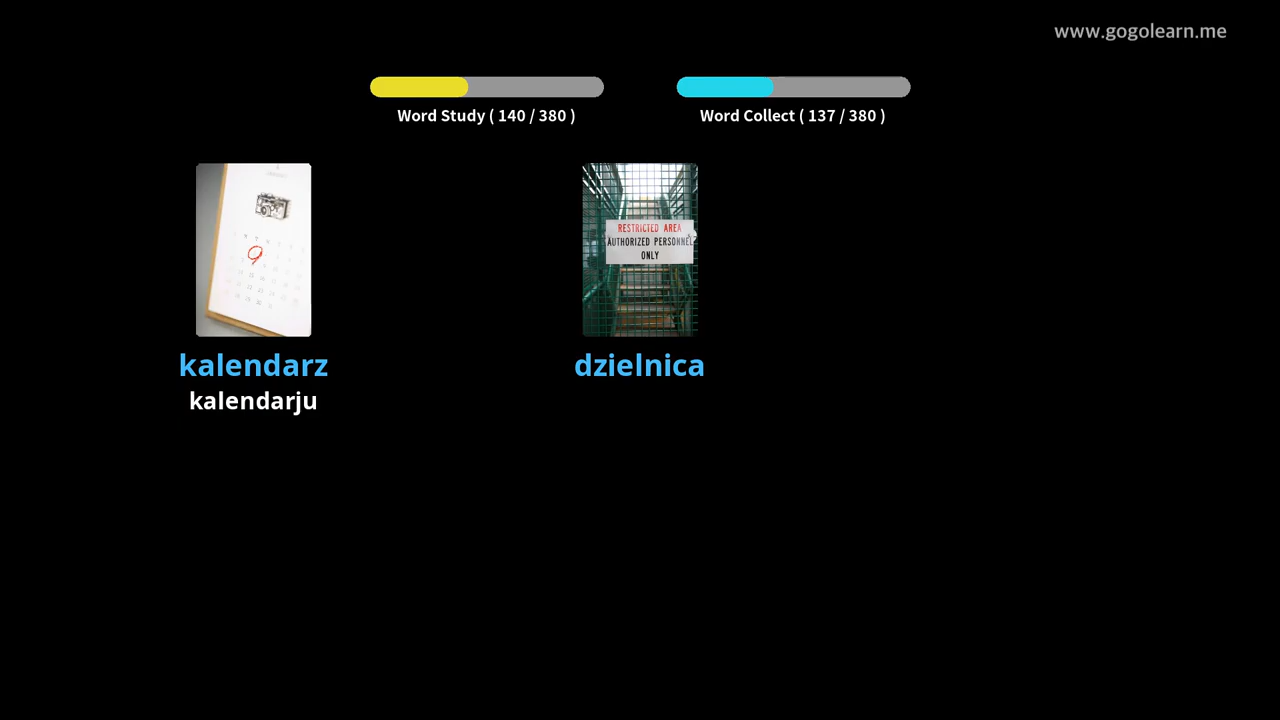 www.gogolearn.me
Word Study ( 140 / 380 )
Word Collect ( 137 / 380 )
RESTRICTED AREA
AUTHORIZED PERSONNEL
ONLY
kalendarz
dzielnica
kalendarju